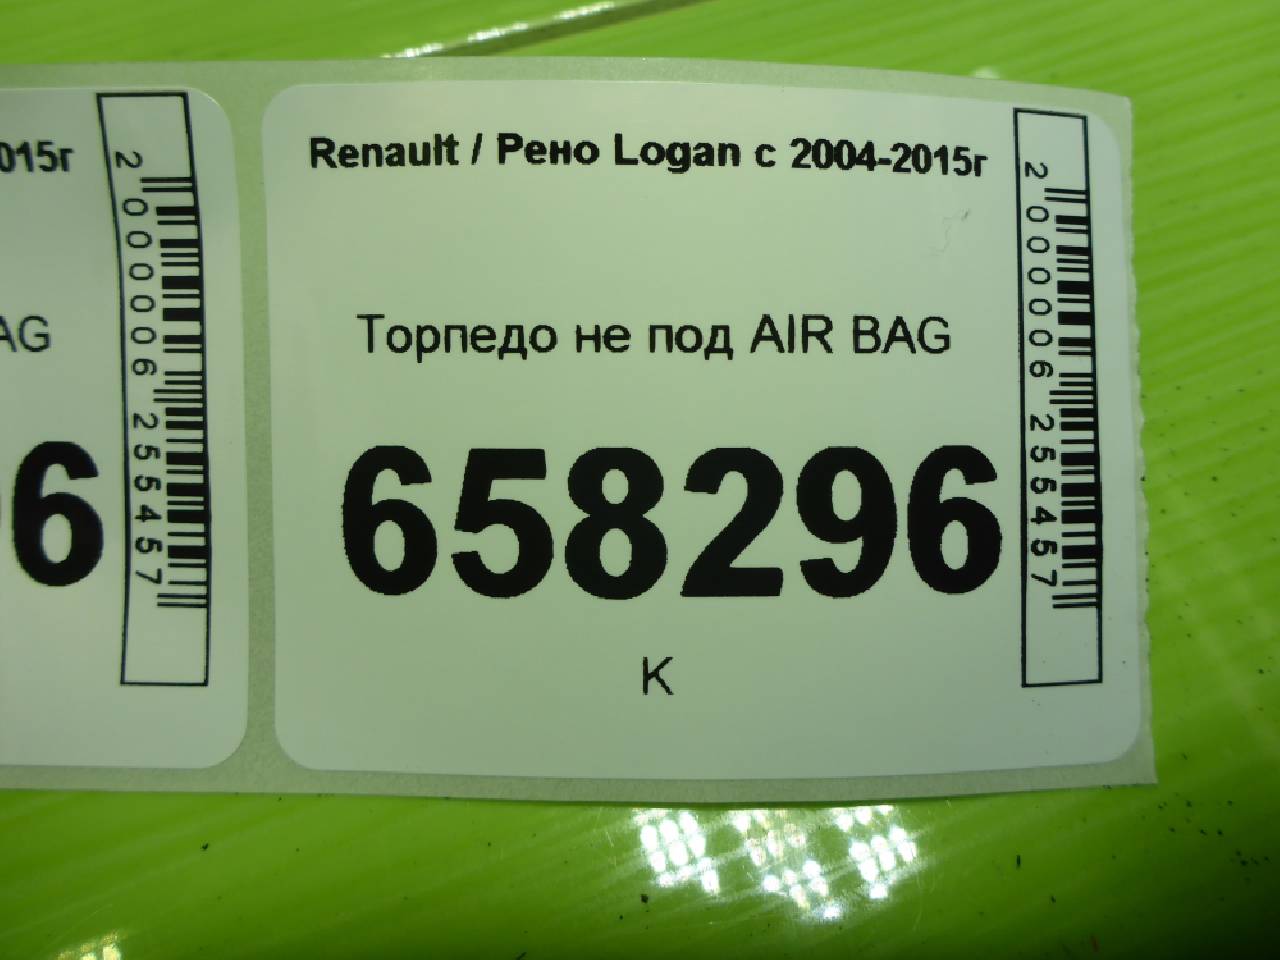 015г
AG
6
2000006255457
Renault / Рено Logan с 2004-2015г
Торпедо не под AIR BAG
658296
К
2000006255457